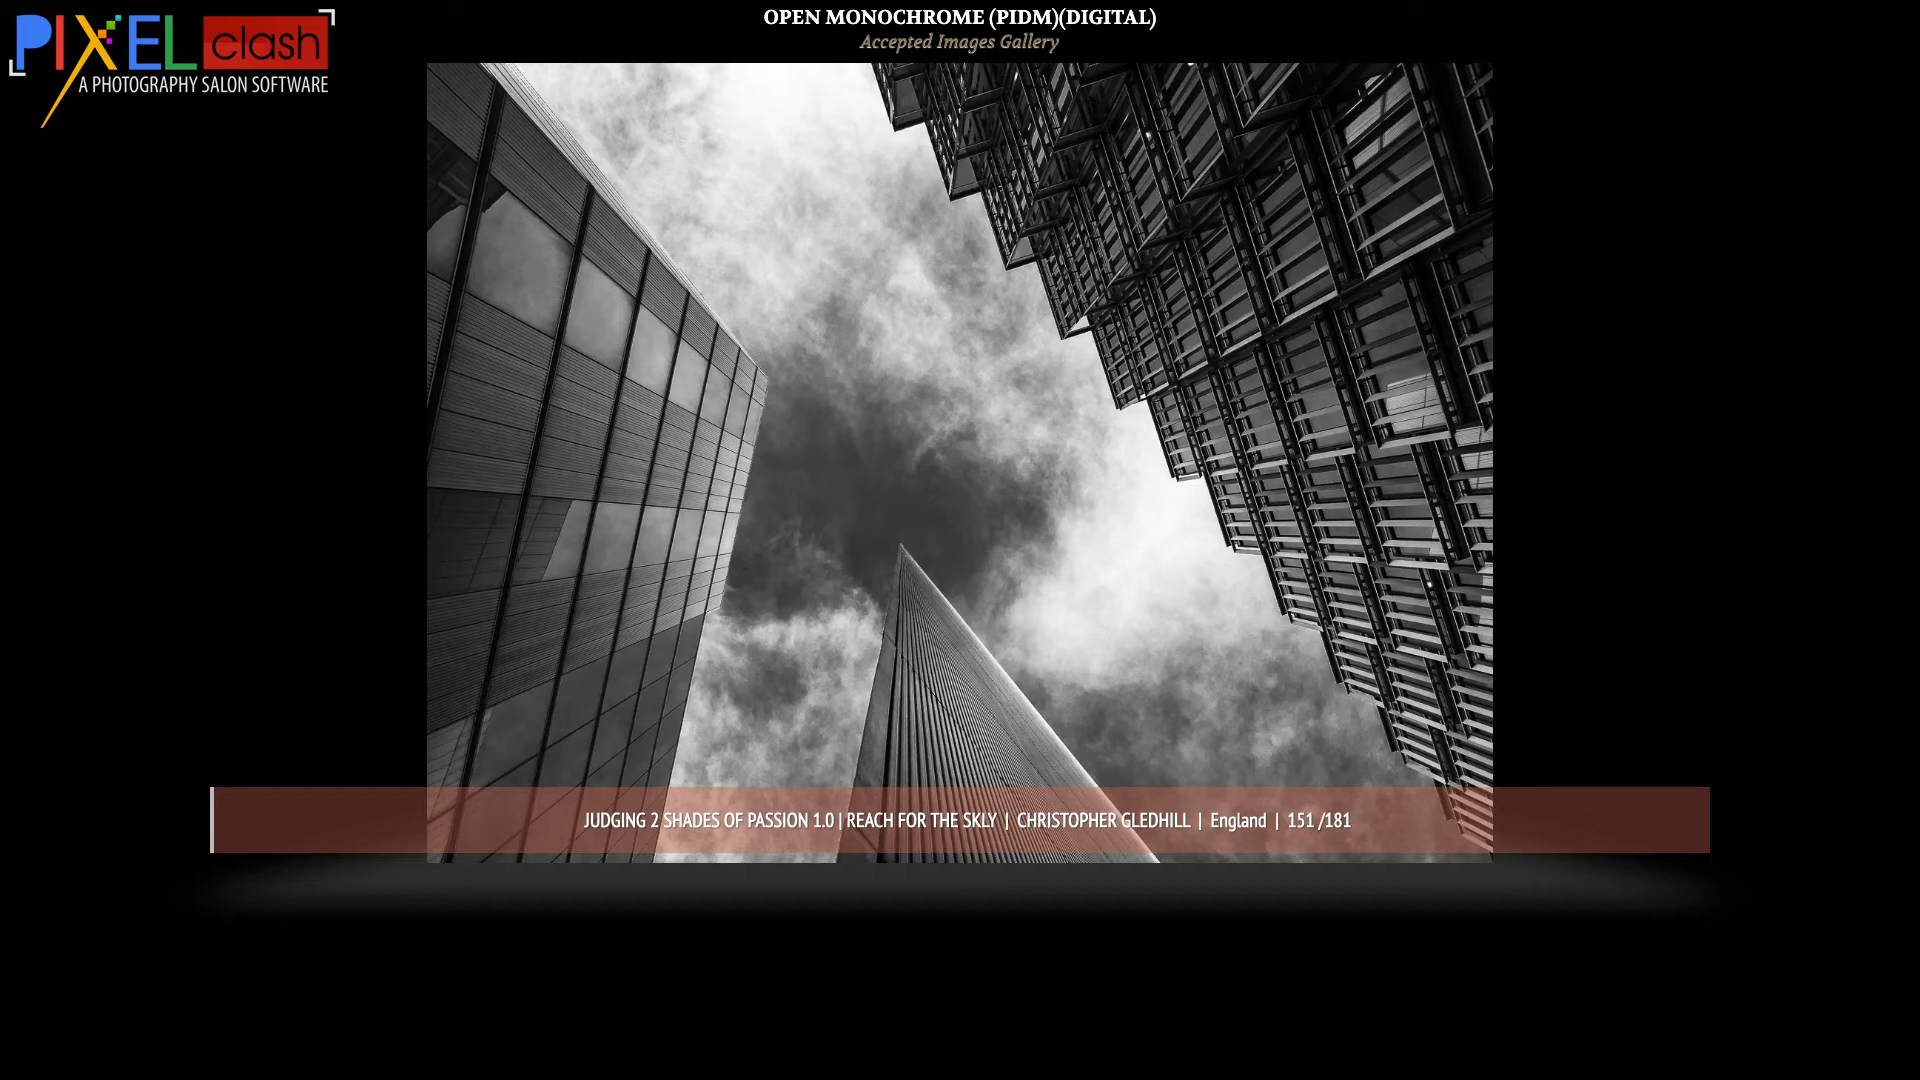 PIXEL clash
A PHOTOGRAPHY SALON SOFTWARE
OPEN MONOCHROME (PIDM)(DIGITAL)
Accepted Images Gallery
JUDGING 2 SHADES OF PASSION 1.0 | REACH FOR THE SKLY | CHRISTOPHER GLEDHILL | England | 151 /181